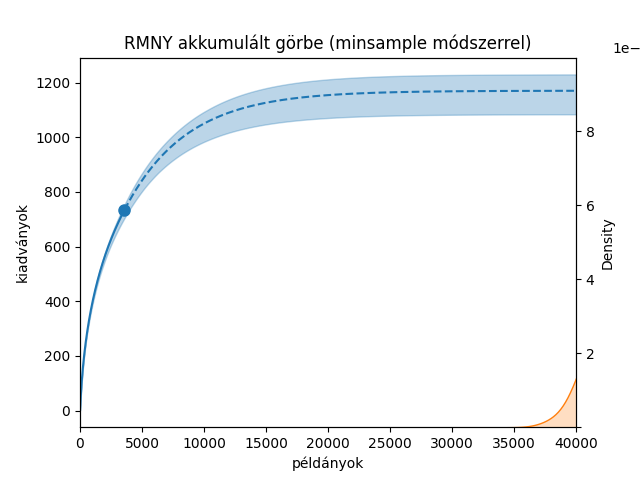 RMNY akkumulált görbe (minsample módszerrel)
1e−
1200
1000
800
600
400
200
0
kiadványok
8
6
4
2
Density
0 5000 10000 15000 20000 25000 30000 35000 40000
példányok